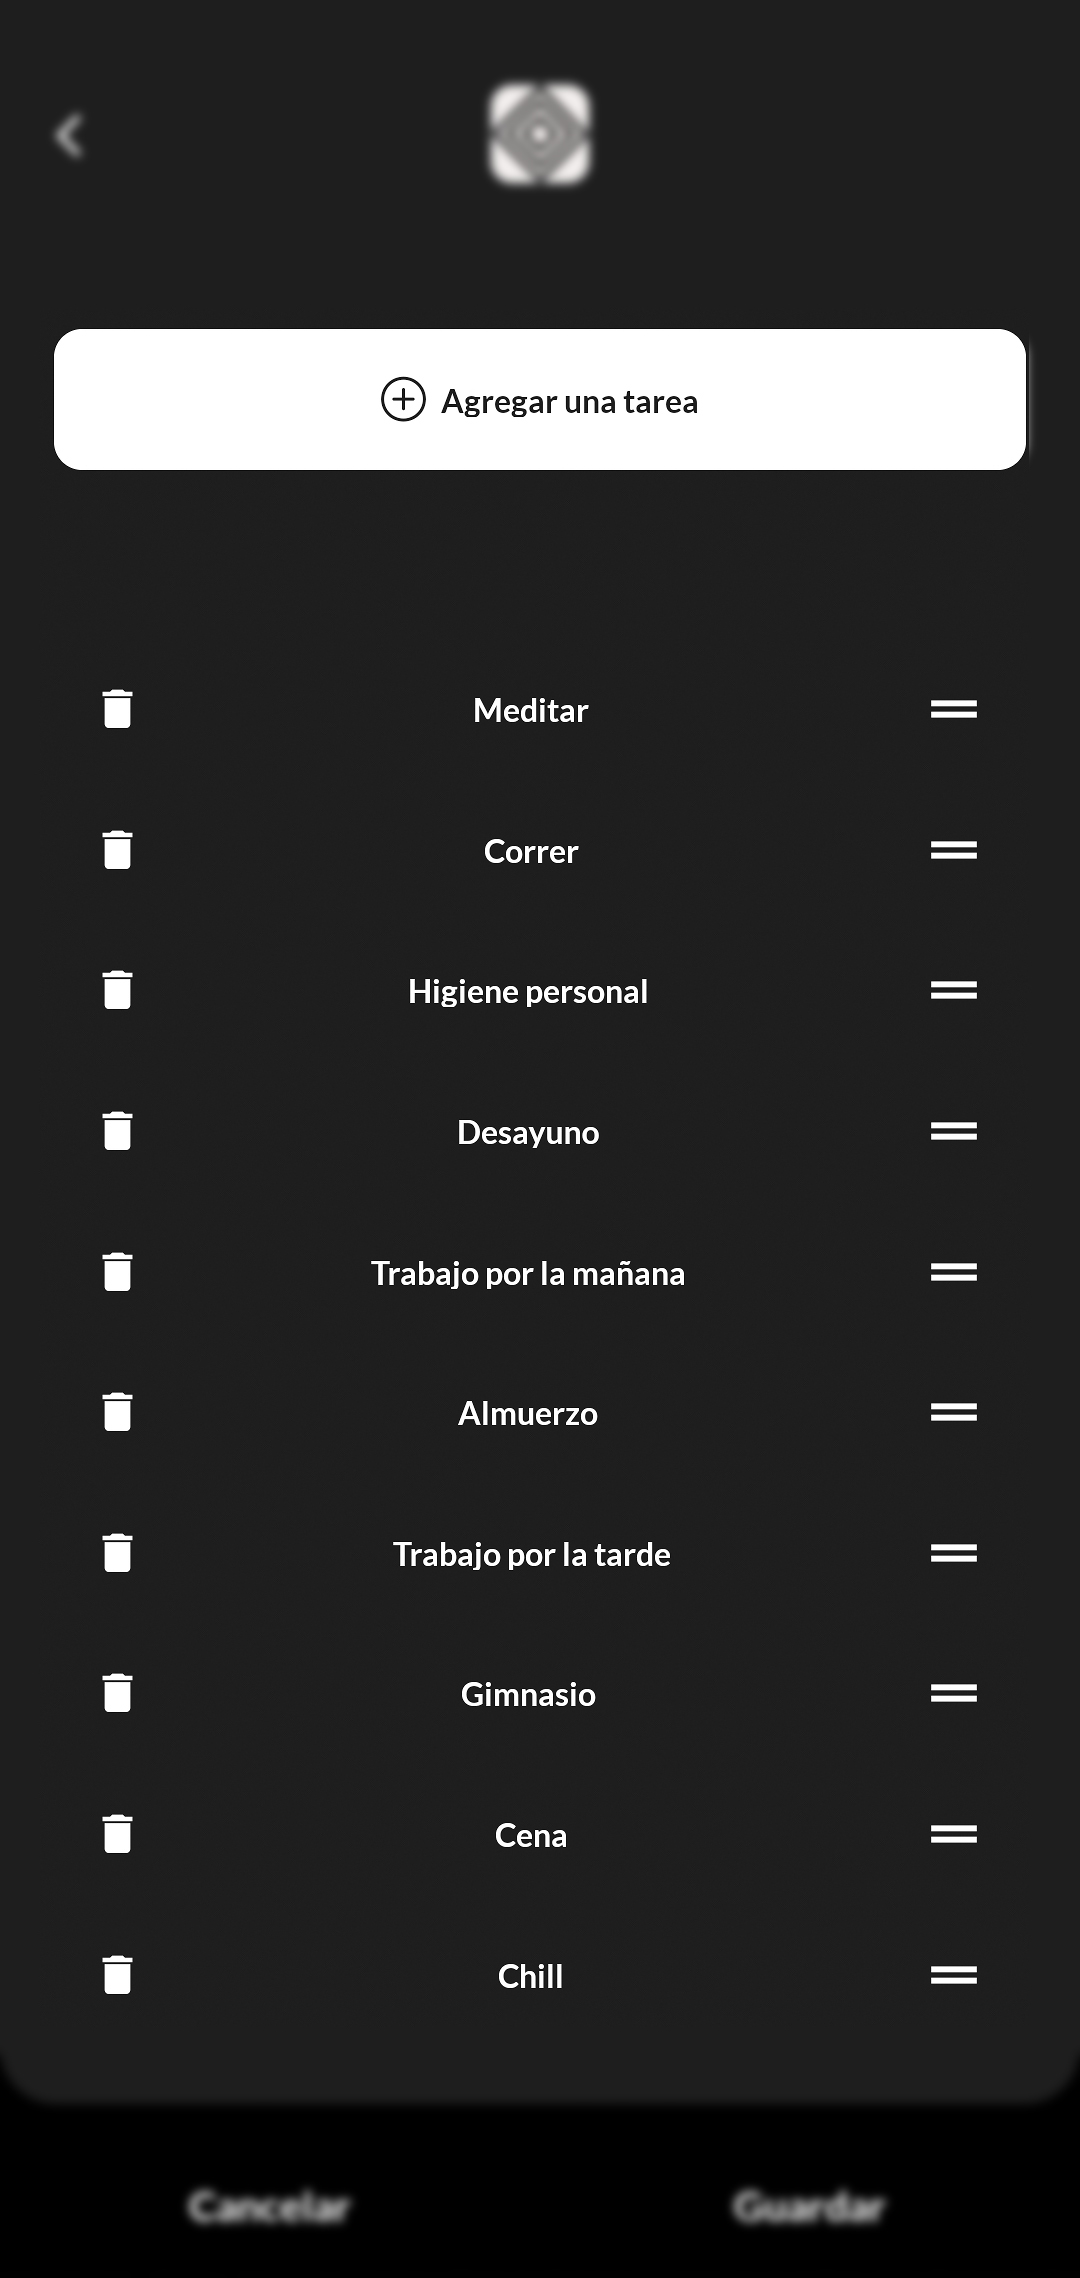 Agregar una tarea
Meditar
Correr
Higiene personal
Desayuno
Trabajo por la mañana
Almuerzo
Trabajo por la tarde
Gimnasio
Cena
Chill
Cancelar
Guardar